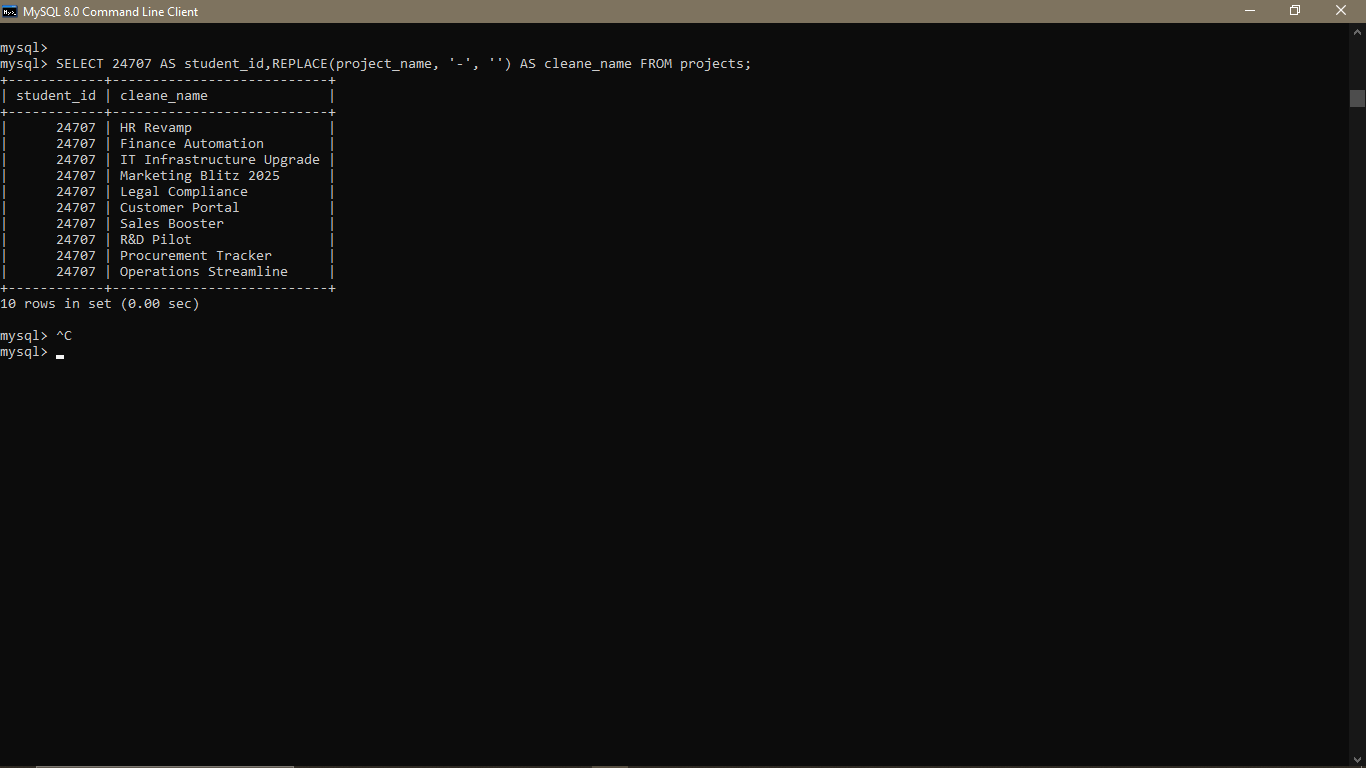 MySQL 8.0 Command Line Client
mysql>
mysql> SELECT 24707 AS student_id,REPLACE(project_name, '-', '') AS cleane_name FROM projects;
+------------+---------------------------+
| student_id | cleane_name               |
+------------+---------------------------+
|      24707 | HR Revamp                 |
|      24707 | Finance Automation        |
|      24707 | IT Infrastructure Upgrade |
|      24707 | Marketing Blitz 2025      |
|      24707 | Legal Compliance          |
|      24707 | Customer Portal           |
|      24707 | Sales Booster             |
|      24707 | R&D Pilot                 |
|      24707 | Procurement Tracker       |
|      24707 | Operations Streamline     |
+------------+---------------------------+
10 rows in set (0.00 sec)
mysql> ^C
mysql>